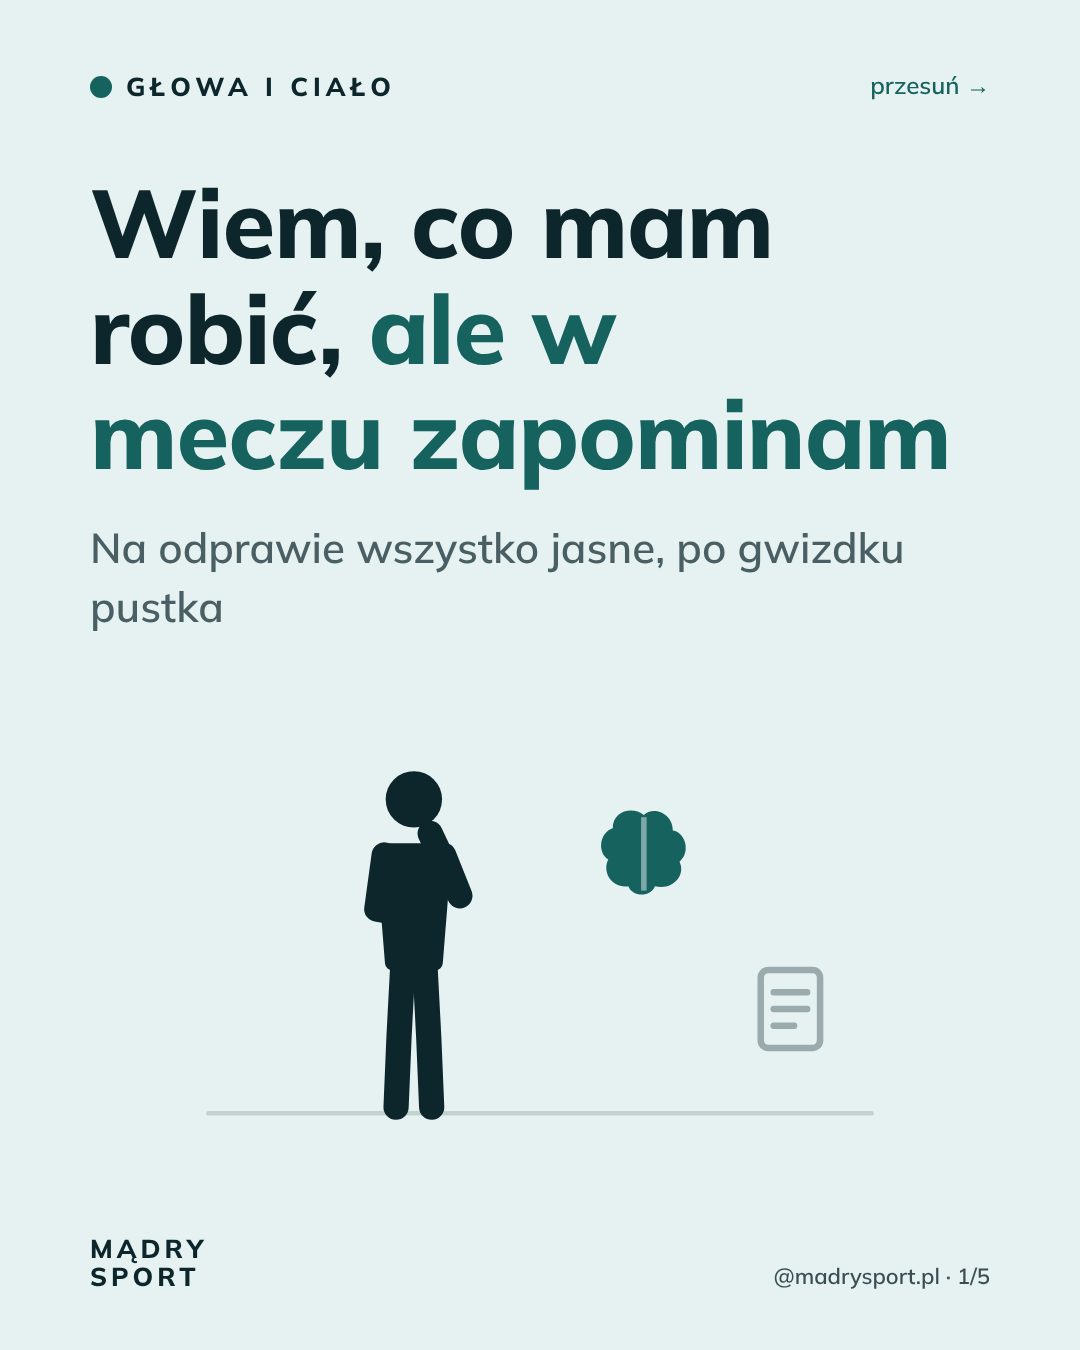 GŁOWA I CIAŁO
przesuń →
Wiem, co mam
robić, ale w
meczu zapominam
Na odprawie wszystko jasne, po gwizdku
pustka
MĄDRY
SPORT
@madrysport.pl · 1/5